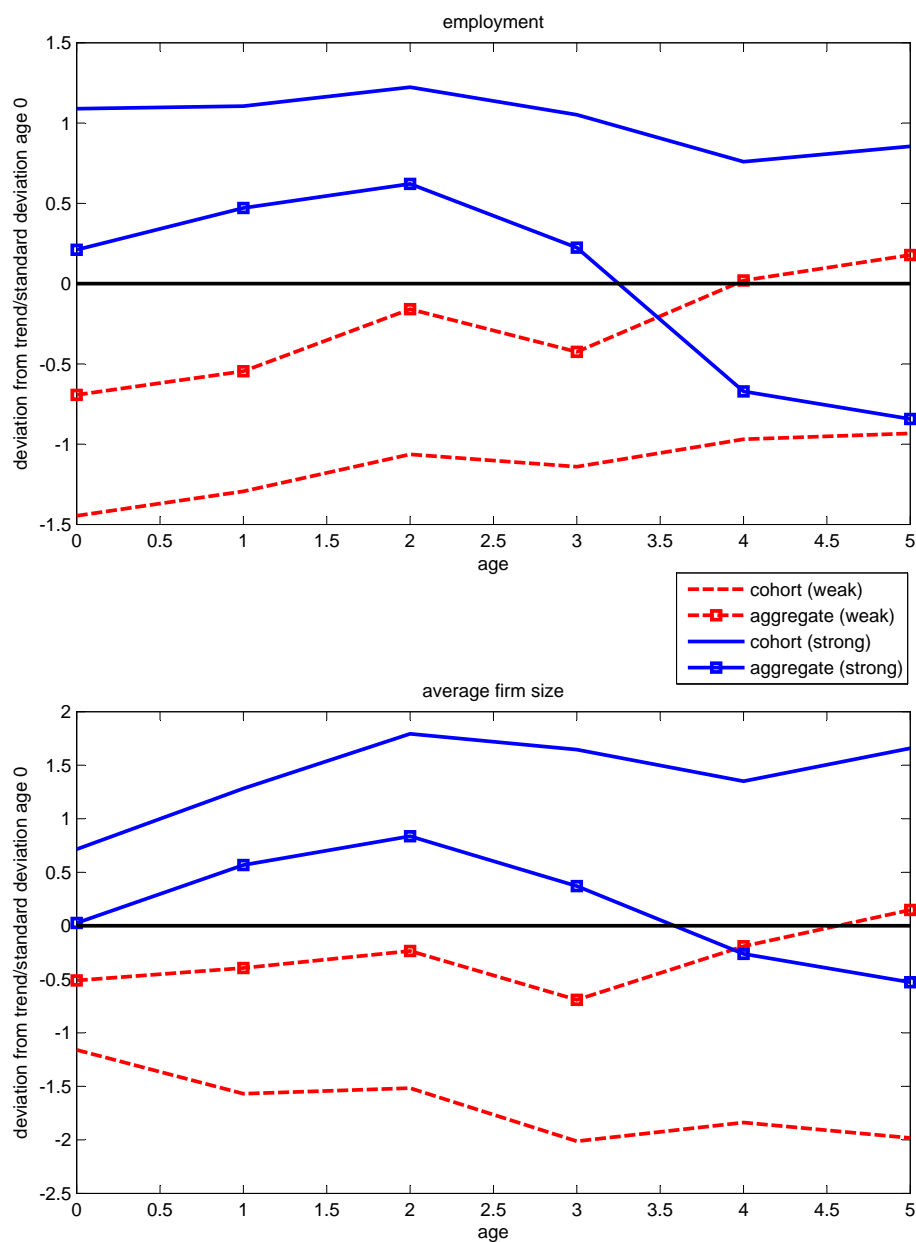 employment
deviation from trend/standard deviation age 0
1.5
1
0.5
0
-0.5
-1
-1.5
0 0.5 1 1.5 2 2.5 3 3.5 4 4.5 5
age
cohort (weak)
aggregate (weak)
cohort (strong)
aggregate (strong)
average firm size
deviation from trend/standard deviation age 0
2
1.5
1
0.5
0
-0.5
-1
-1.5
-2
-2.5
0 0.5 1 1.5 2 2.5 3 3.5 4 4.5 5
age